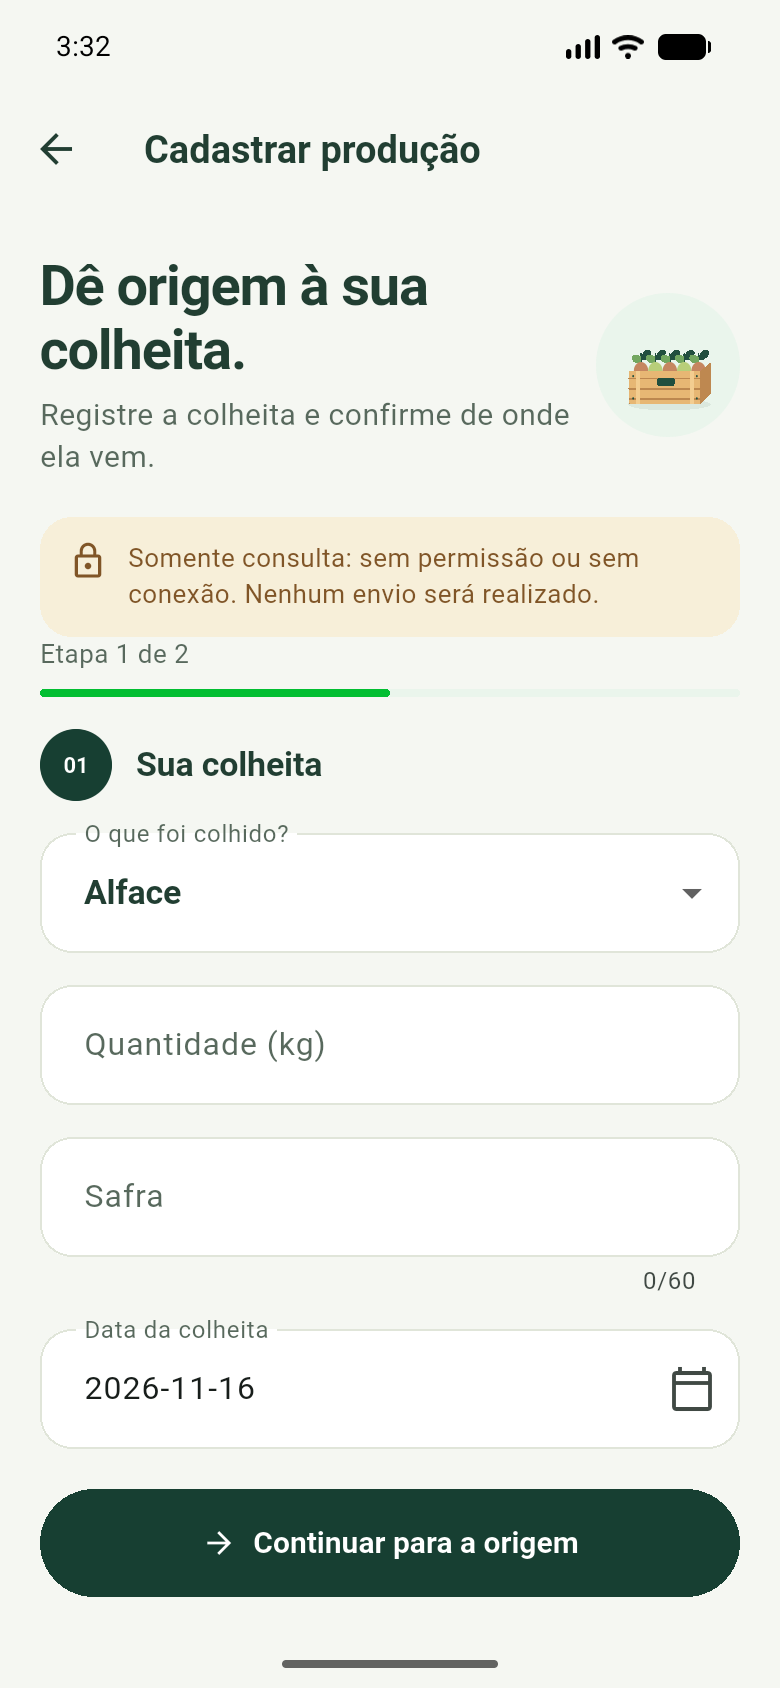 3:32
Cadastrar produção
Dê origem à sua
colheita.
Registre a colheita e confirme de onde
ela vem.
Somente consulta: sem permissão ou sem
conexão. Nenhum envio será realizado.
Etapa 1 de 2
01
Sua colheita
O que foi colhido?
Alface
Quantidade (kg)
Safra
0/60
Data da colheita
2026-11-16
Continuar para a origem